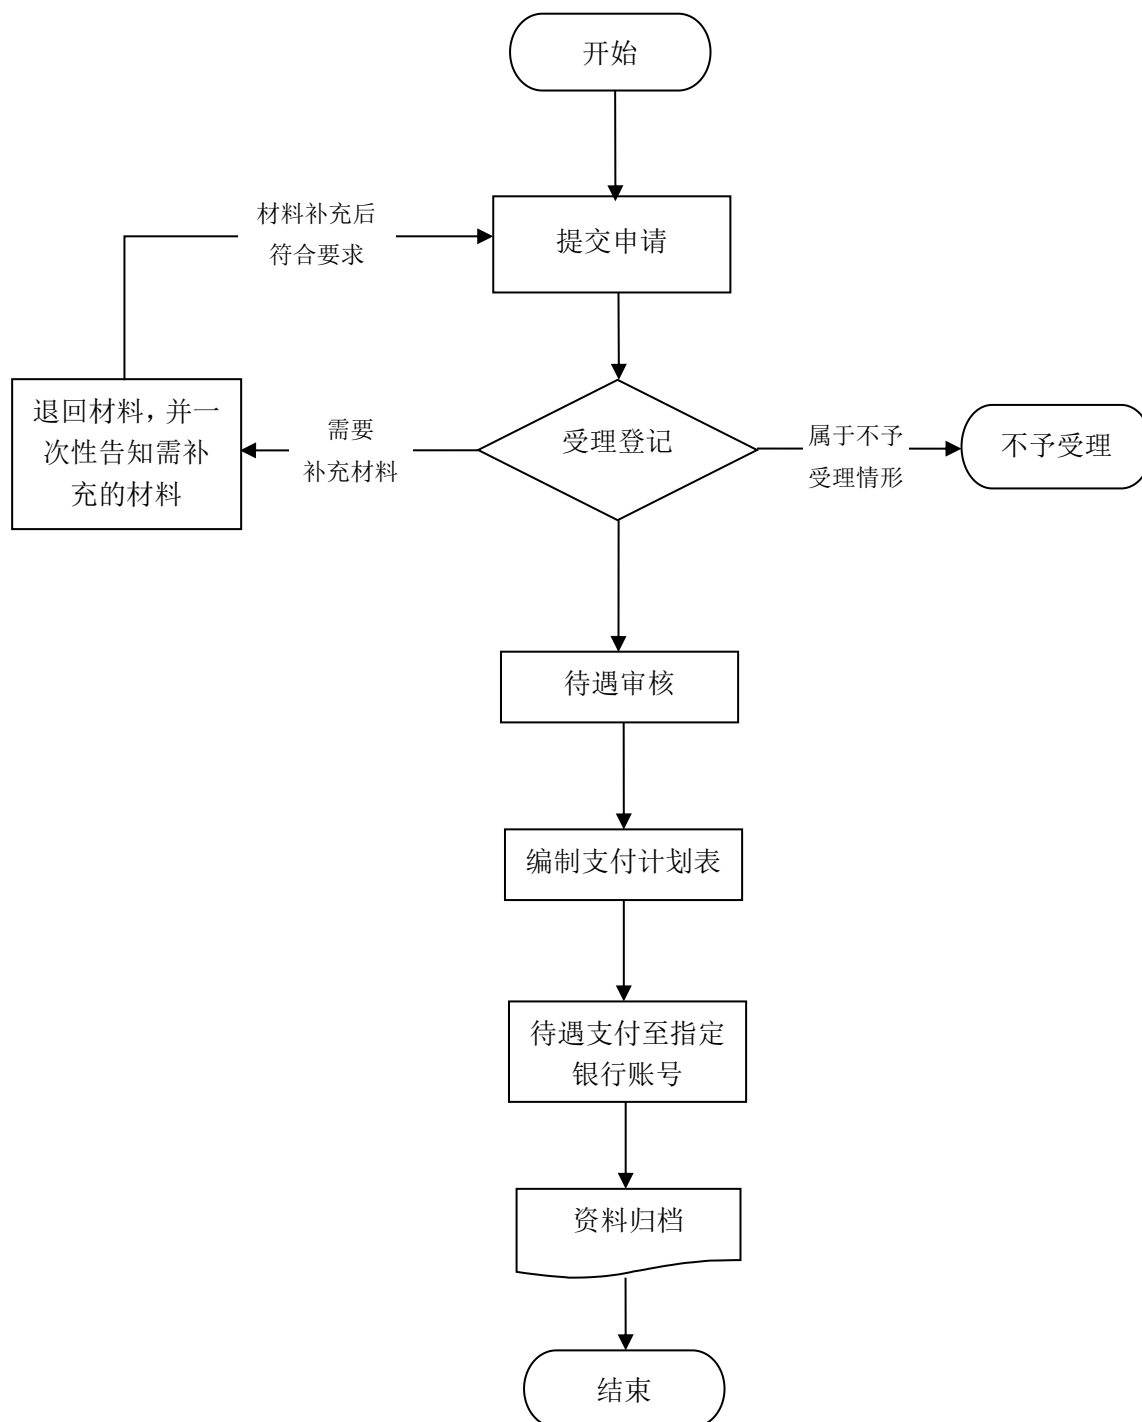 开始
材料补充后
符合要求
提交申请
退回材料，并一
次性告知需补
充的材料
需要
补充材料
受理登记
属于不予
受理情形
不予受理
待遇审核
编制支付计划表
待遇支付至指定
银行账号
资料归档
结束